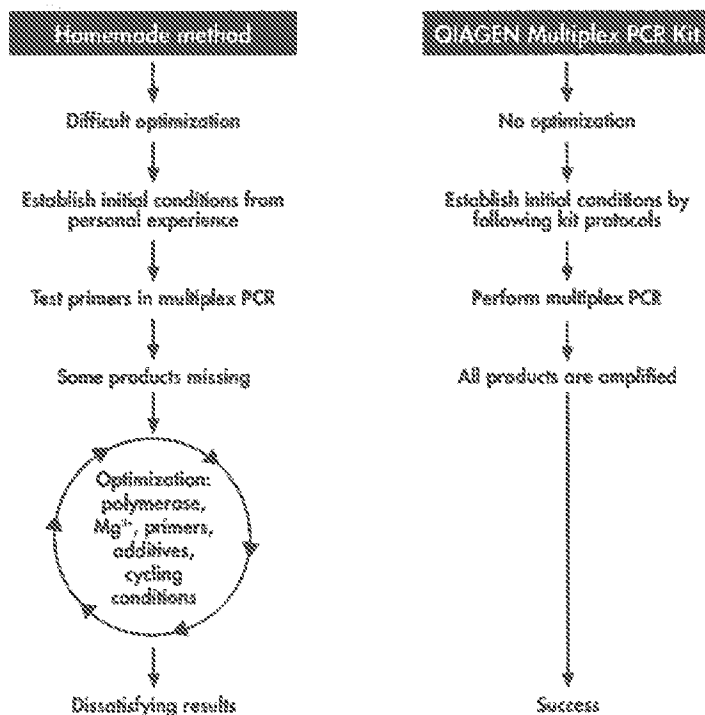 Homemade method
Difficult optimization
Establish initial conditions from
personal experience
Test primers in multiplex PCR
Some products missing
Optimization:
polymerase,
Mg²⁺, primers,
additives,
cycling
conditions
Dissatisfying results
QIAGEN Multiplex PCR Kit
No optimization
Establish initial conditions by
following kit protocols
Perform multiplex PCR
All products are amplified
Success